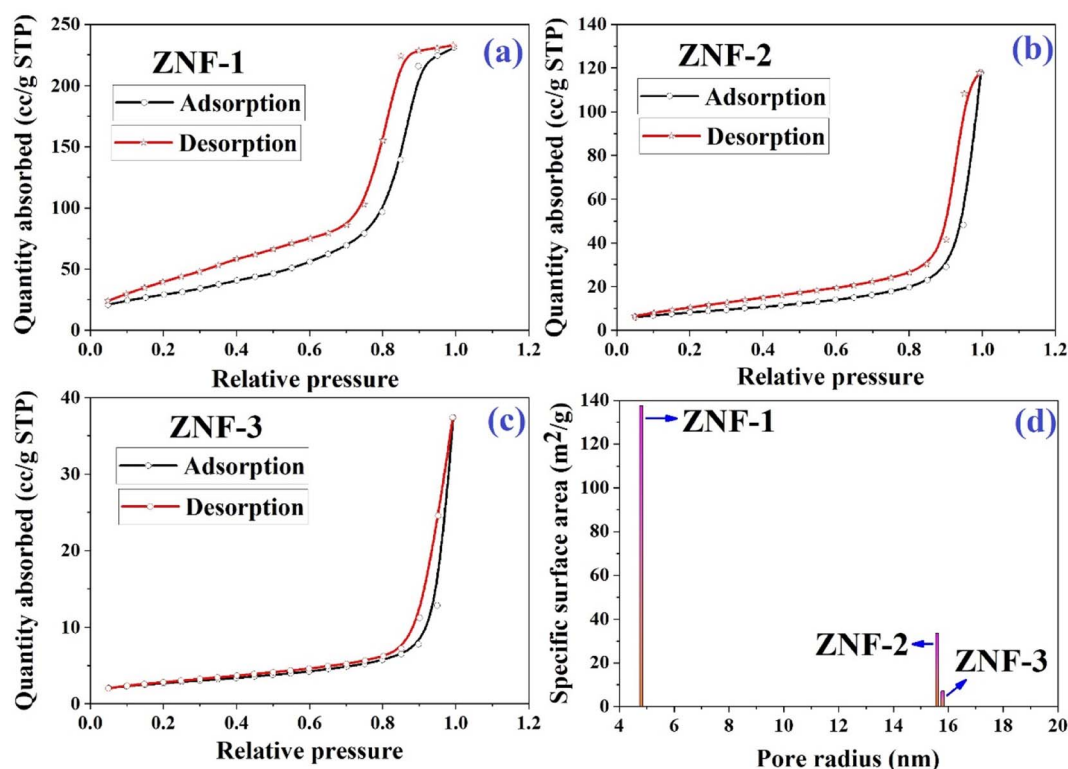 ZNF-1
(a)
Adsorption
Desorption
Quantity absorbed (cc/g STP)
250
200
150
100
50
0
0.0 0.2 0.4 0.6 0.8 1.0 1.2
Relative pressure
ZNF-2
(b)
Adsorption
Desorption
Quantity absorbed (cc/g STP)
140
120
100
80
60
40
20
0
0.0 0.2 0.4 0.6 0.8 1.0 1.2
Relative pressure
ZNF-3
(c)
Adsorption
Desorption
Quantity absorbed (cc/g STP)
40
30
20
10
0
0.0 0.2 0.4 0.6 0.8 1.0 1.2
Relative pressure
(d)
ZNF-1
ZNF-2
ZNF-3
Specific surface area (m²/g)
140
120
100
80
60
40
20
0
4 6 8 10 12 14 16 18 20
Pore radius (nm)